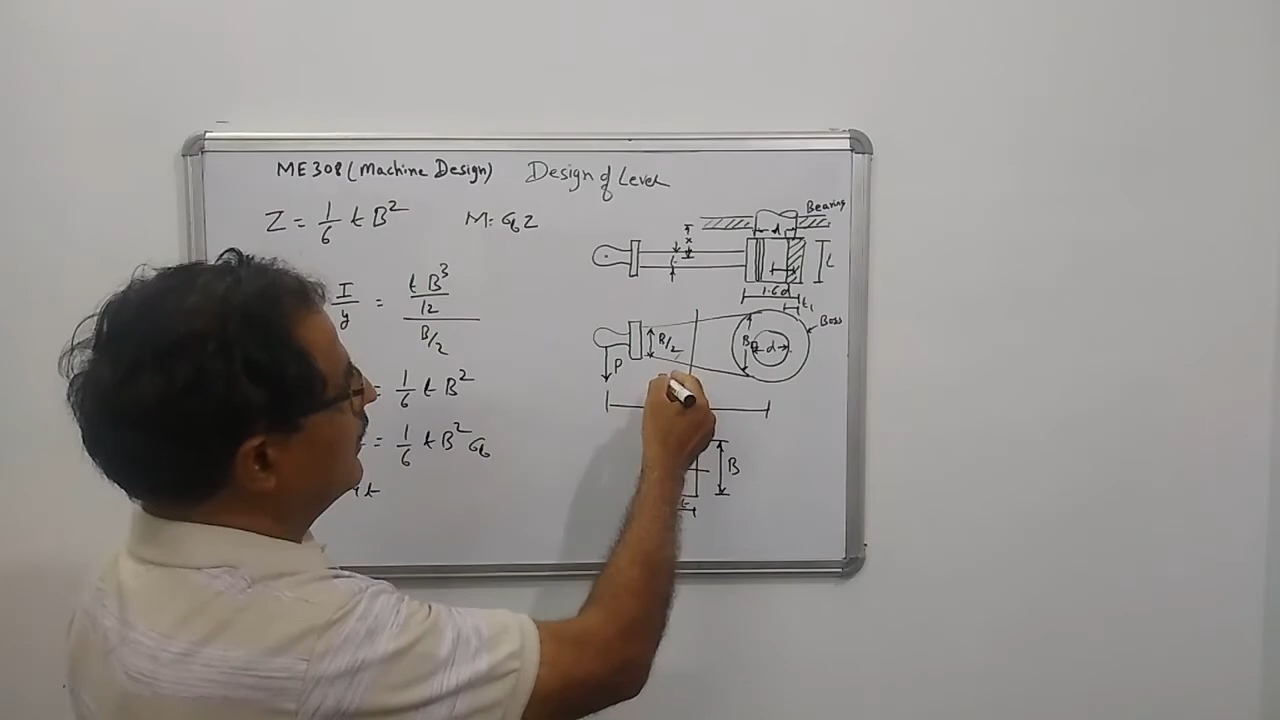 ME308 (Machine Design) Design of Lever
Z = 1/6 t B² M = σb Z
I/y = (t B³/12) / (B/2)
= 1/6 t B²
= 1/6 t B² σb
t
Bearing
d
x
t
L
1.6d
t₁
Boss
B/2
B
d
P
B
t